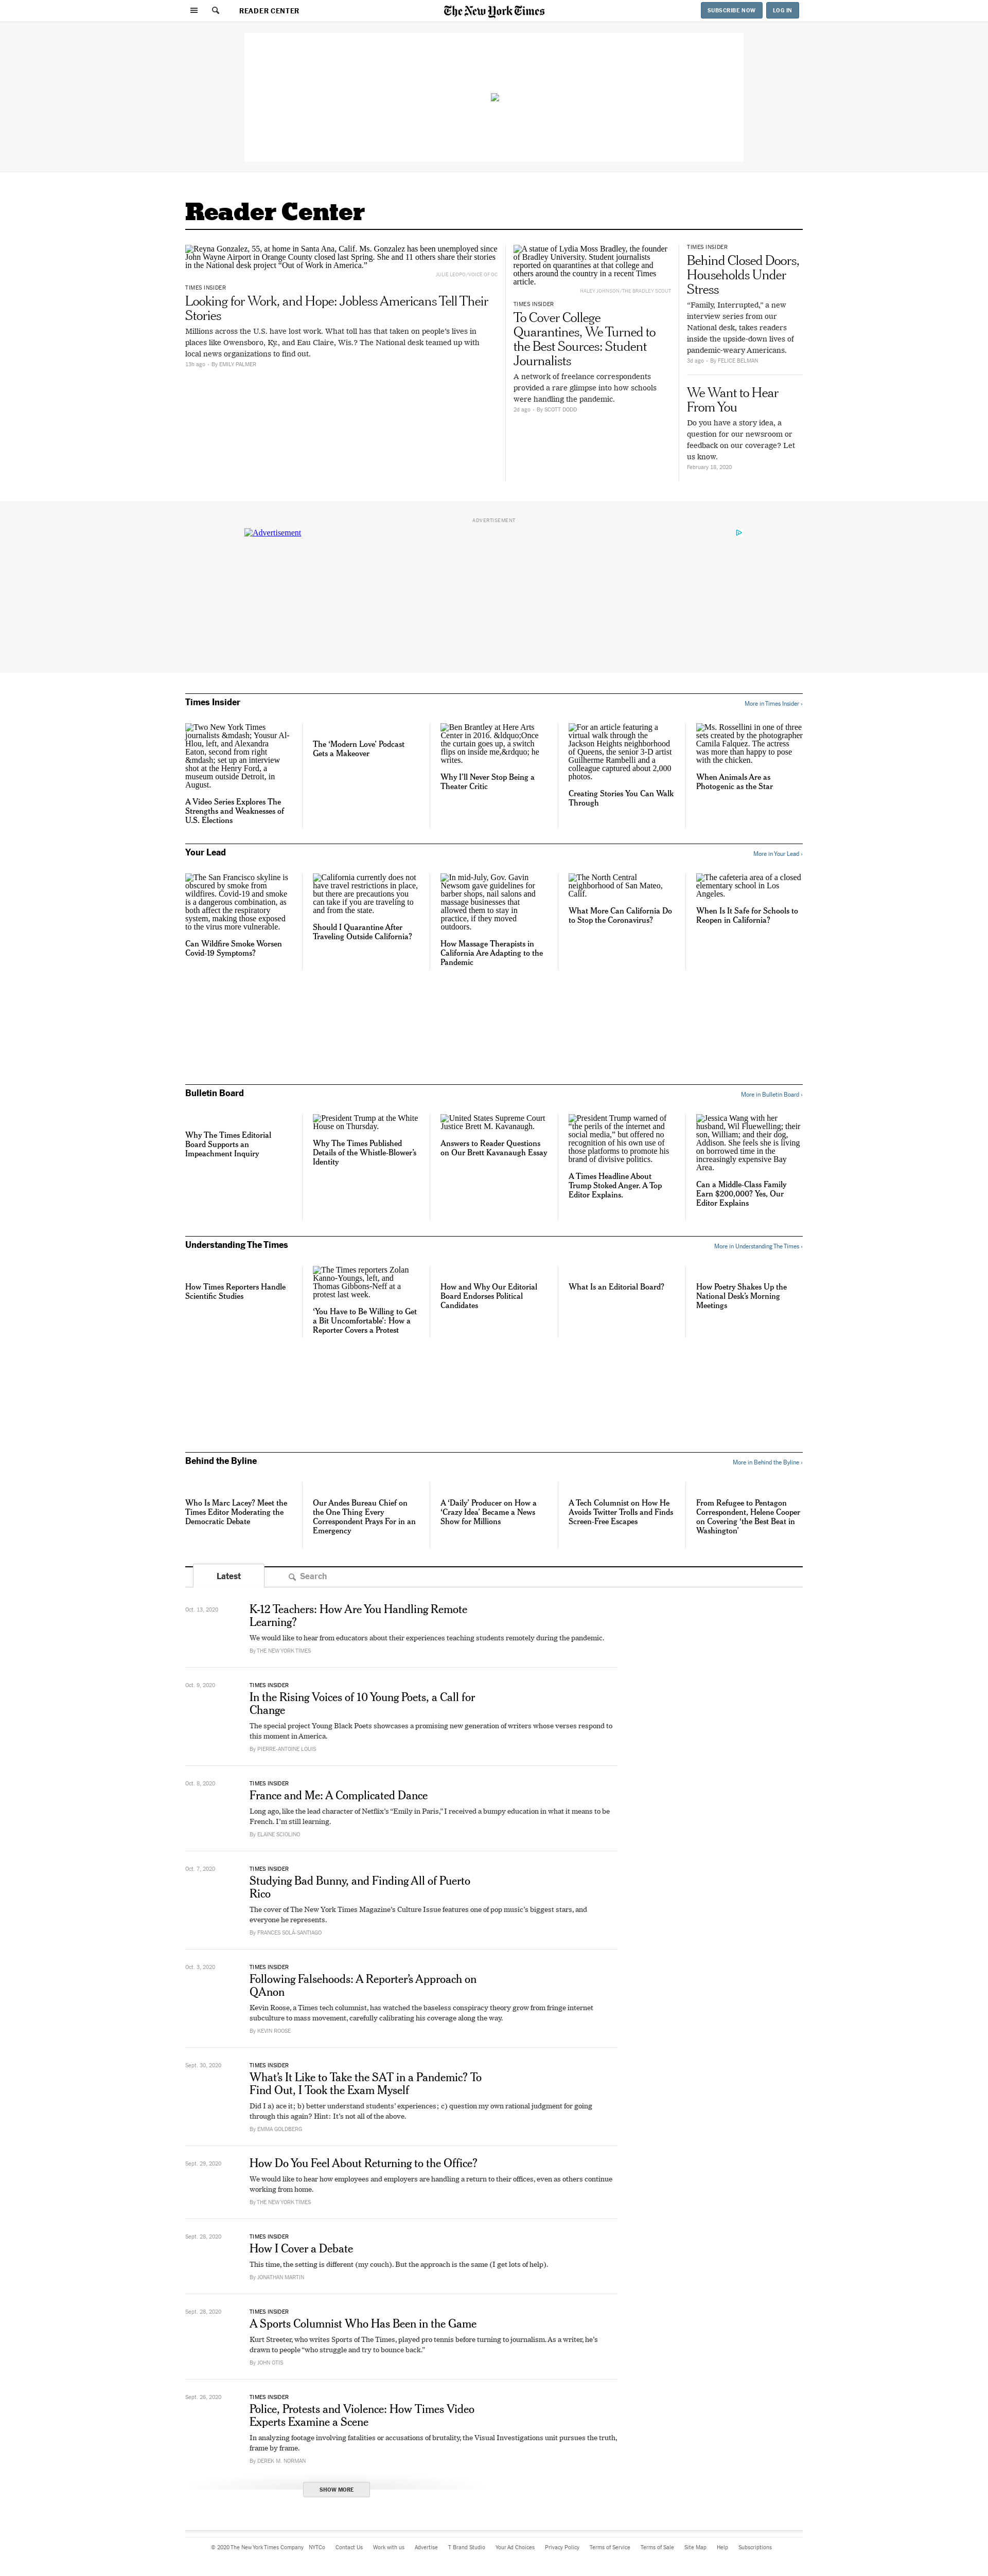 READER CENTER
The New York Times
SUBSCRIBE NOW
LOG IN
Reader Center
Reyna Gonzalez, 55, at home in Santa Ana, Calif. Ms. Gonzalez has been unemployed since
John Wayne Airport in Orange County closed last Spring. She and 11 others share their stories
in the National desk project “Out of Work in America.”
JULIE LEOPO/VOICE OF OC
TIMES INSIDER
Looking for Work, and Hope: Jobless Americans Tell Their
Stories
Millions across the U.S. have lost work. What toll has that taken on people’s lives in
places like Owensboro, Ky., and Eau Claire, Wis.? The National desk teamed up with
local news organizations to find out.
13h ago · By EMILY PALMER
A statue of Lydia Moss Bradley, the founder
of Bradley University. Student journalists
reported on quarantines at that college and
others around the country in a recent Times
article.
HALEY JOHNSON/THE BRADLEY SCOUT
TIMES INSIDER
To Cover College
Quarantines, We Turned to
the Best Sources: Student
Journalists
A network of freelance correspondents
provided a rare glimpse into how schools
were handling the pandemic.
2d ago · By SCOTT DODD
TIMES INSIDER
Behind Closed Doors,
Households Under
Stress
“Family, Interrupted,” a new
interview series from our
National desk, takes readers
inside the upside-down lives of
pandemic-weary Americans.
3d ago · By FELICE BELMAN
We Want to Hear
From You
Do you have a story idea, a
question for our newsroom or
feedback on our coverage? Let
us know.
February 18, 2020
ADVERTISEMENT
Advertisement
Times Insider
More in Times Insider ›
Two New York Times
journalists &mdash; Yousur Al-
Hlou, left, and Alexandra
Eaton, second from right
&mdash; set up an interview
shot at the Henry Ford, a
museum outside Detroit, in
August.
A Video Series Explores The
Strengths and Weaknesses of
U.S. Elections
The ‘Modern Love’ Podcast
Gets a Makeover
Ben Brantley at Here Arts
Center in 2016. &ldquo;Once
the curtain goes up, a switch
flips on inside me,&rdquo; he
writes.
Why I’ll Never Stop Being a
Theater Critic
For an article featuring a
virtual walk through the
Jackson Heights neighborhood
of Queens, the senior 3-D artist
Guilherme Rambelli and a
colleague captured about 2,000
photos.
Creating Stories You Can Walk
Through
Ms. Rossellini in one of three
sets created by the photographer
Camila Falquez. The actress
was more than happy to pose
with the chicken.
When Animals Are as
Photogenic as the Star
Your Lead
More in Your Lead ›
The San Francisco skyline is
obscured by smoke from
wildfires. Covid-19 and smoke
is a dangerous combination, as
both affect the respiratory
system, making those exposed
to the virus more vulnerable.
Can Wildfire Smoke Worsen
Covid-19 Symptoms?
California currently does not
have travel restrictions in place,
but there are precautions you
can take if you are traveling to
and from the state.
Should I Quarantine After
Traveling Outside California?
In mid-July, Gov. Gavin
Newsom gave guidelines for
barber shops, nail salons and
massage businesses that
allowed them to stay in
practice, if they moved
outdoors.
How Massage Therapists in
California Are Adapting to the
Pandemic
The North Central
neighborhood of San Mateo,
Calif.
What More Can California Do
to Stop the Coronavirus?
The cafeteria area of a closed
elementary school in Los
Angeles.
When Is It Safe for Schools to
Reopen in California?
Bulletin Board
More in Bulletin Board ›
Why The Times Editorial
Board Supports an
Impeachment Inquiry
President Trump at the White
House on Thursday.
Why The Times Published
Details of the Whistle-Blower’s
Identity
United States Supreme Court
Justice Brett M. Kavanaugh.
Answers to Reader Questions
on Our Brett Kavanaugh Essay
President Trump warned of
“the perils of the internet and
social media,” but offered no
recognition of his own use of
those platforms to promote his
brand of divisive politics.
A Times Headline About
Trump Stoked Anger. A Top
Editor Explains.
Jessica Wang with her
husband, Wil Fluewelling; their
son, William; and their dog,
Addison. She feels she is living
on borrowed time in the
increasingly expensive Bay
Area.
Can a Middle-Class Family
Earn $200,000? Yes, Our
Editor Explains
Understanding The Times
More in Understanding The Times ›
How Times Reporters Handle
Scientific Studies
The Times reporters Zolan
Kanno-Youngs, left, and
Thomas Gibbons-Neff at a
protest last week.
‘You Have to Be Willing to Get
a Bit Uncomfortable’: How a
Reporter Covers a Protest
How and Why Our Editorial
Board Endorses Political
Candidates
What Is an Editorial Board?
How Poetry Shakes Up the
National Desk’s Morning
Meetings
Behind the Byline
More in Behind the Byline ›
Who Is Marc Lacey? Meet the
Times Editor Moderating the
Democratic Debate
Our Andes Bureau Chief on
the One Thing Every
Correspondent Prays For in an
Emergency
A ‘Daily’ Producer on How a
‘Crazy Idea’ Became a News
Show for Millions
A Tech Columnist on How He
Avoids Twitter Trolls and Finds
Screen-Free Escapes
From Refugee to Pentagon
Correspondent, Helene Cooper
on Covering ‘the Best Beat in
Washington’
Latest
Search
Oct. 13, 2020
K-12 Teachers: How Are You Handling Remote
Learning?
We would like to hear from educators about their experiences teaching students remotely during the pandemic.
By THE NEW YORK TIMES
Oct. 9, 2020
TIMES INSIDER
In the Rising Voices of 10 Young Poets, a Call for
Change
The special project Young Black Poets showcases a promising new generation of writers whose verses respond to
this moment in America.
By PIERRE-ANTOINE LOUIS
Oct. 8, 2020
TIMES INSIDER
France and Me: A Complicated Dance
Long ago, like the lead character of Netflix’s “Emily in Paris,” I received a bumpy education in what it means to be
French. I’m still learning.
By ELAINE SCIOLINO
Oct. 7, 2020
TIMES INSIDER
Studying Bad Bunny, and Finding All of Puerto
Rico
The cover of The New York Times Magazine’s Culture Issue features one of pop music’s biggest stars, and
everyone he represents.
By FRANCES SOLÁ-SANTIAGO
Oct. 3, 2020
TIMES INSIDER
Following Falsehoods: A Reporter’s Approach on
QAnon
Kevin Roose, a Times tech columnist, has watched the baseless conspiracy theory grow from fringe internet
subculture to mass movement, carefully calibrating his coverage along the way.
By KEVIN ROOSE
Sept. 30, 2020
TIMES INSIDER
What’s It Like to Take the SAT in a Pandemic? To
Find Out, I Took the Exam Myself
Did I a) ace it; b) better understand students’ experiences; c) question my own rational judgment for going
through this again? Hint: It’s not all of the above.
By EMMA GOLDBERG
Sept. 29, 2020
How Do You Feel About Returning to the Office?
We would like to hear how employees and employers are handling a return to their offices, even as others continue
working from home.
By THE NEW YORK TIMES
Sept. 28, 2020
TIMES INSIDER
How I Cover a Debate
This time, the setting is different (my couch). But the approach is the same (I get lots of help).
By JONATHAN MARTIN
Sept. 28, 2020
TIMES INSIDER
A Sports Columnist Who Has Been in the Game
Kurt Streeter, who writes Sports of The Times, played pro tennis before turning to journalism. As a writer, he’s
drawn to people “who struggle and try to bounce back.”
By JOHN OTIS
Sept. 26, 2020
TIMES INSIDER
Police, Protests and Violence: How Times Video
Experts Examine a Scene
In analyzing footage involving fatalities or accusations of brutality, the Visual Investigations unit pursues the truth,
frame by frame.
By DEREK M. NORMAN
SHOW MORE
© 2020 The New York Times Company NYTCo Contact Us Work with us Advertise T Brand Studio Your Ad Choices Privacy Policy Terms of Service Terms of Sale Site Map Help Subscriptions